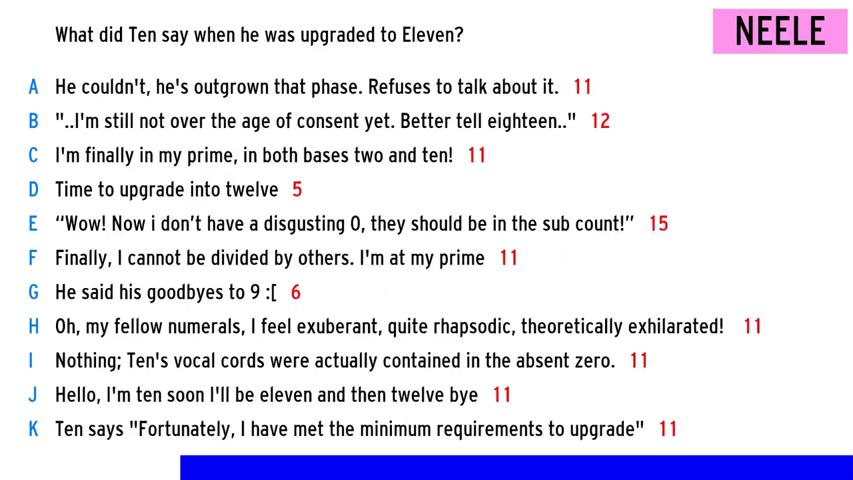 What did Ten say when he was upgraded to Eleven?
NEELE
A He couldn't, he's outgrown that phase. Refuses to talk about it. 11
B "..I'm still not over the age of consent yet. Better tell eighteen.." 12
C I'm finally in my prime, in both bases two and ten! 11
D Time to upgrade into twelve 5
E “Wow! Now i don’t have a disgusting 0, they should be in the sub count!” 15
F Finally, I cannot be divided by others. I'm at my prime 11
G He said his goodbyes to 9 :[ 6
H Oh, my fellow numerals, I feel exuberant, quite rhapsodic, theoretically exhilarated! 11
I Nothing; Ten's vocal cords were actually contained in the absent zero. 11
J Hello, I'm ten soon I'll be eleven and then twelve bye 11
K Ten says "Fortunately, I have met the minimum requirements to upgrade" 11